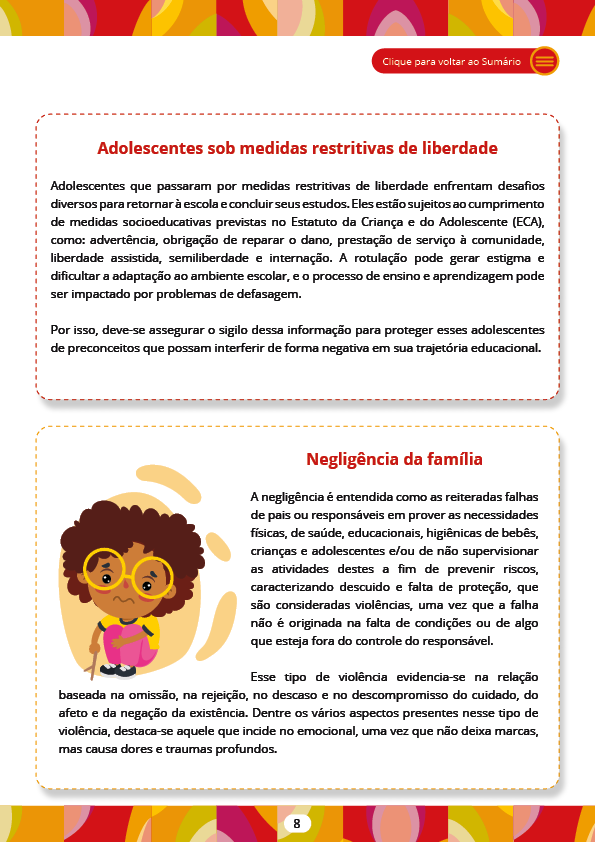 Clique para voltar ao Sumário
Adolescentes sob medidas restritivas de liberdade
Adolescentes que passaram por medidas restritivas de liberdade enfrentam desafios
diversos para retornar à escola e concluir seus estudos. Eles estão sujeitos ao cumprimento
de medidas socioeducativas previstas no Estatuto da Criança e do Adolescente (ECA),
como: advertência, obrigação de reparar o dano, prestação de serviço à comunidade,
liberdade assistida, semiliberdade e internação. A rotulação pode gerar estigma e
dificultar a adaptação ao ambiente escolar, e o processo de ensino e aprendizagem pode
ser impactado por problemas de defasagem.
Por isso, deve-se assegurar o sigilo dessa informação para proteger esses adolescentes
de preconceitos que possam interferir de forma negativa em sua trajetória educacional.
Negligência da família
A negligência é entendida como as reiteradas falhas
de pais ou responsáveis em prover as necessidades
físicas, de saúde, educacionais, higiênicas de bebês,
crianças e adolescentes e/ou de não supervisionar
as atividades destes a fim de prevenir riscos,
caracterizando descuido e falta de proteção, que
são consideradas violências, uma vez que a falha
não é originada na falta de condições ou de algo
que esteja fora do controle do responsável.
Esse tipo de violência evidencia-se na relação
baseada na omissão, na rejeição, no descaso e no descompromisso do cuidado, do
afeto e da negação da existência. Dentre os vários aspectos presentes nesse tipo de
violência, destaca-se aquele que incide no emocional, uma vez que não deixa marcas,
mas causa dores e traumas profundos.
8